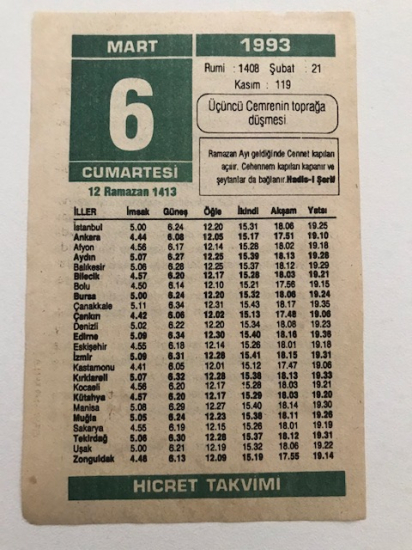 MART 1993
6
CUMARTESİ
12 Ramazan 1413
Rumi : 1408 Şubat : 21
Kasım : 119
Üçüncü Cemrenin toprağa
düşmesi
Ramazan Ayı geldiğinde Cennet kapıları
açılır. Cehennem kapıları kapanır ve
şeytanlar da bağlanır. Hadis-i Şerif
İLLER İmsak Güneş Öğle İkindi Akşam Yatsı
İstanbul 5.00 6.24 12.20 15.31 18.06 19.25
Ankara 4.44 6.08 12.05 15.17 17.51 19.10
Afyon 4.56 6.17 12.14 15.28 18.02 19.18
Aydın 5.07 6.27 12.25 15.39 18.13 19.28
Balıkesir 5.06 6.28 12.25 15.37 18.12 19.29
Bilecik 4.57 6.20 12.17 15.28 18.03 19.21
Bolu 4.50 6.14 12.10 15.21 17.56 19.15
Bursa 5.00 6.24 12.20 15.32 18.06 19.24
Çanakkale 5.11 6.34 12.31 15.43 18.17 19.35
Çankırı 4.42 6.06 12.02 15.13 17.48 19.06
Denizli 5.02 6.22 12.20 15.34 18.08 19.23
Edirne 5.09 6.34 12.30 15.40 18.16 19.36
Eskişehir 4.55 6.18 12.14 15.26 18.01 19.18
İzmir 5.09 6.31 12.28 15.41 18.15 19.31
Kastamonu 4.41 6.05 12.01 15.12 17.47 19.06
Kırklareli 5.07 6.32 12.28 15.38 18.13 19.33
Kocaeli 4.56 6.20 12.17 15.28 18.03 19.21
Kütahya 4.57 6.20 12.17 15.29 18.03 19.20
Manisa 5.08 6.29 12.27 15.40 18.14 19.30
Muğla 5.05 6.24 12.23 15.38 18.11 19.26
Sakarya 4.55 6.19 12.15 15.26 18.01 19.19
Tekirdağ 5.06 6.30 12.28 15.37 18.12 19.31
Uşak 5.00 6.21 12.18 15.32 18.06 19.22
Zonguldak 4.48 6.13 12.09 15.19 17.55 19.14
HİCRET TAKVİMİ